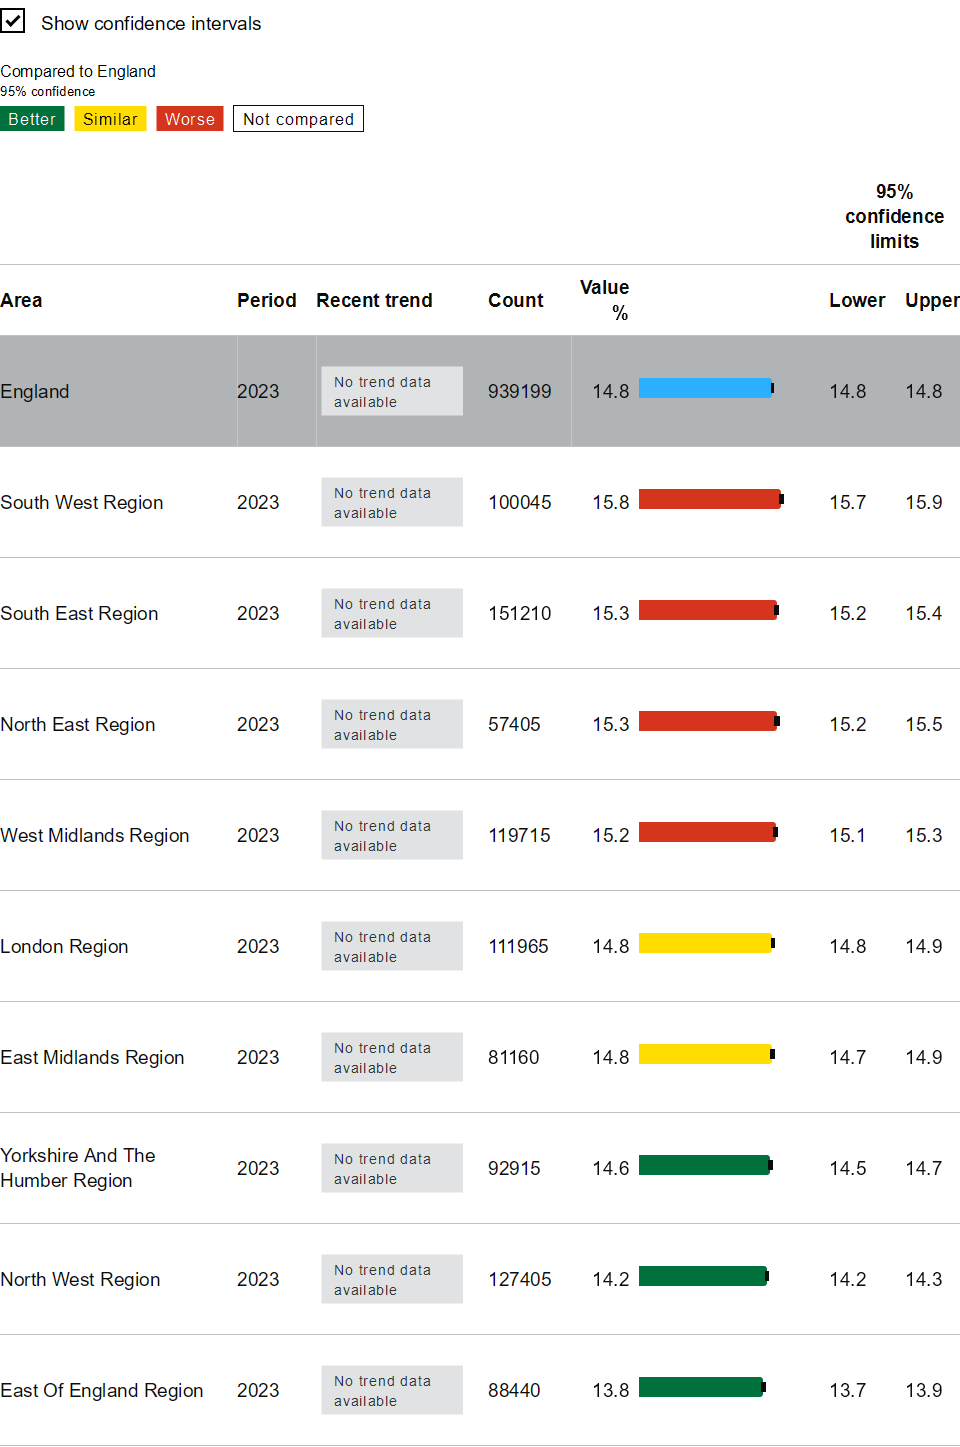 Show confidence intervals
Compared to England
95% confidence
Better Similar Worse Not compared
95%
confidence
limits
Area Period Recent trend Count Value % Lower Upper
England 2023 No trend data available 939199 14.8 14.8 14.8
South West Region 2023 No trend data available 100045 15.8 15.7 15.9
South East Region 2023 No trend data available 151210 15.3 15.2 15.4
North East Region 2023 No trend data available 57405 15.3 15.2 15.5
West Midlands Region 2023 No trend data available 119715 15.2 15.1 15.3
London Region 2023 No trend data available 111965 14.8 14.8 14.9
East Midlands Region 2023 No trend data available 81160 14.8 14.7 14.9
Yorkshire And The Humber Region 2023 No trend data available 92915 14.6 14.5 14.7
North West Region 2023 No trend data available 127405 14.2 14.2 14.3
East Of England Region 2023 No trend data available 88440 13.8 13.7 13.9